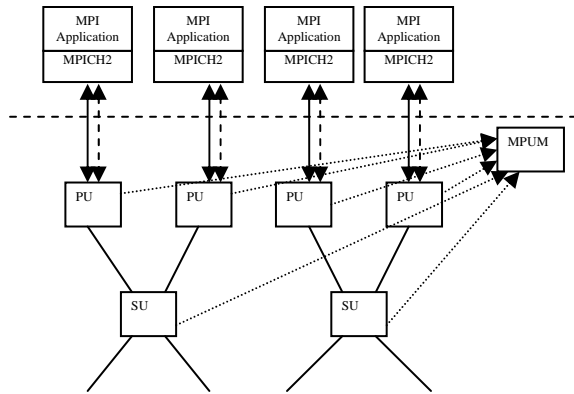 MPI
Application
MPICH2
MPI
Application
MPICH2
MPI
Application
MPICH2
MPI
Application
MPICH2
MPUM
PU
PU
PU
PU
SU
SU